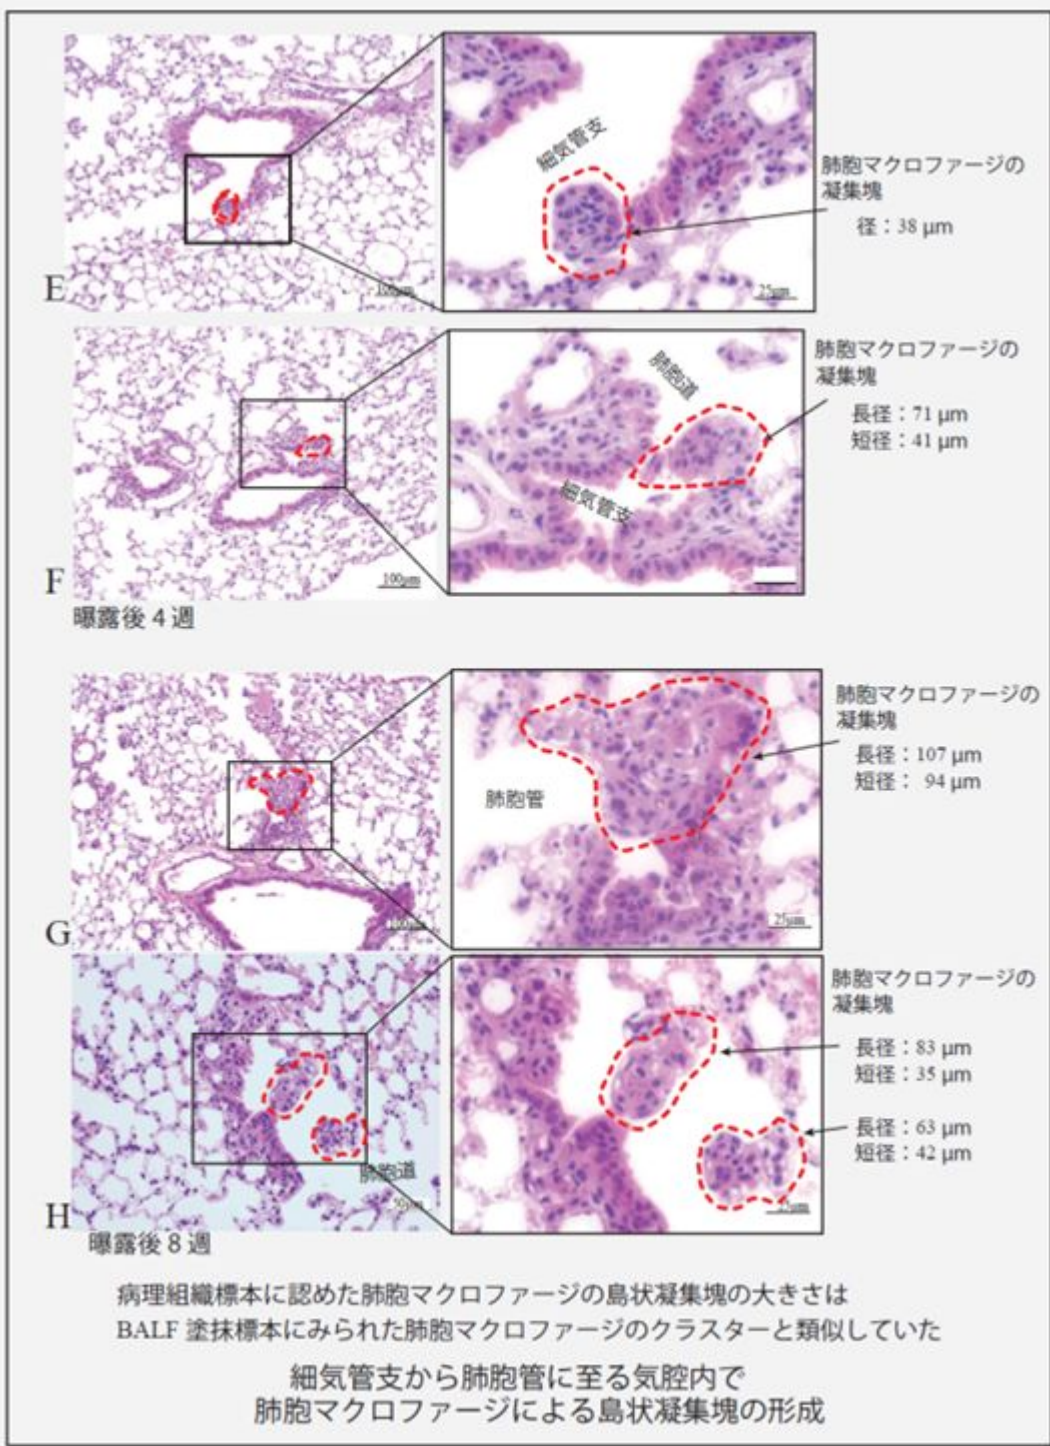 細気管支
肺胞マクロファージの
凝集塊
径：38 µm
E
100µm
25µm
肺胞道
肺胞マクロファージの
凝集塊
長径：71 µm
短径：41 µm
細気管支
F
100µm
曝露後 4 週
肺胞マクロファージの
凝集塊
長径：107 µm
短径： 94 µm
肺胞管
G
100µm
25µm
肺胞マクロファージの
凝集塊
長径：83 µm
短径：35 µm
長径：63 µm
短径：42 µm
肺胞道
H
50µm
25µm
曝露後 8 週
病理組織標本に認めた肺胞マクロファージの島状凝集塊の大きさは
BALF 塗抹標本にみられた肺胞マクロファージのクラスターと類似していた
細気管支から肺胞管に至る気腔内で
肺胞マクロファージによる島状凝集塊の形成